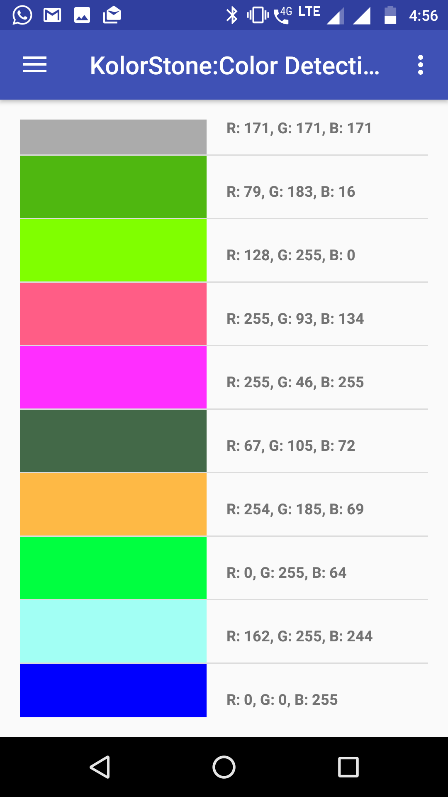 4G LTE 4:56
KolorStone:Color Detecti...
R: 171, G: 171, B: 171
R: 79, G: 183, B: 16
R: 128, G: 255, B: 0
R: 255, G: 93, B: 134
R: 255, G: 46, B: 255
R: 67, G: 105, B: 72
R: 254, G: 185, B: 69
R: 0, G: 255, B: 64
R: 162, G: 255, B: 244
R: 0, G: 0, B: 255